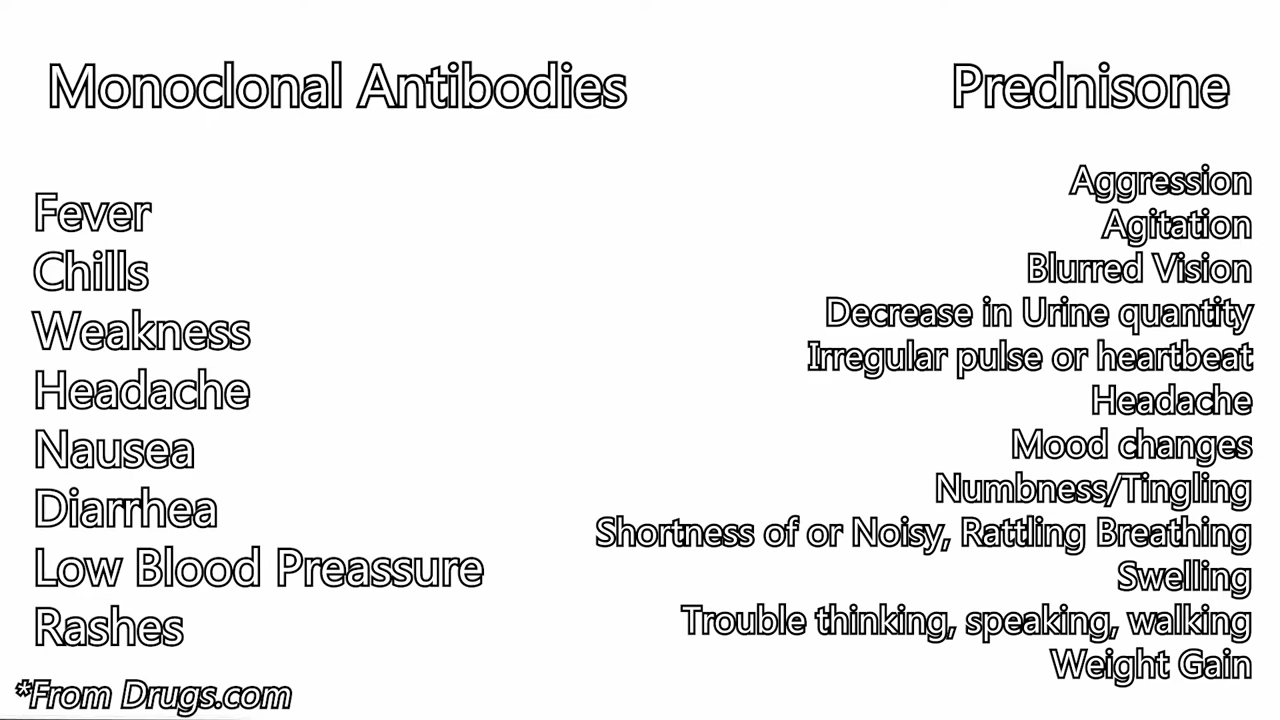 Monoclonal Antibodies
Fever
Chills
Weakness
Headache
Nausea
Diarrhea
Low Blood Preassure
Rashes
*From Drugs.com
Prednisone
Aggression
Agitation
Blurred Vision
Decrease in Urine quantity
Irregular pulse or heartbeat
Headache
Mood changes
Numbness/Tingling
Shortness of or Noisy, Rattling Breathing
Swelling
Trouble thinking, speaking, walking
Weight Gain